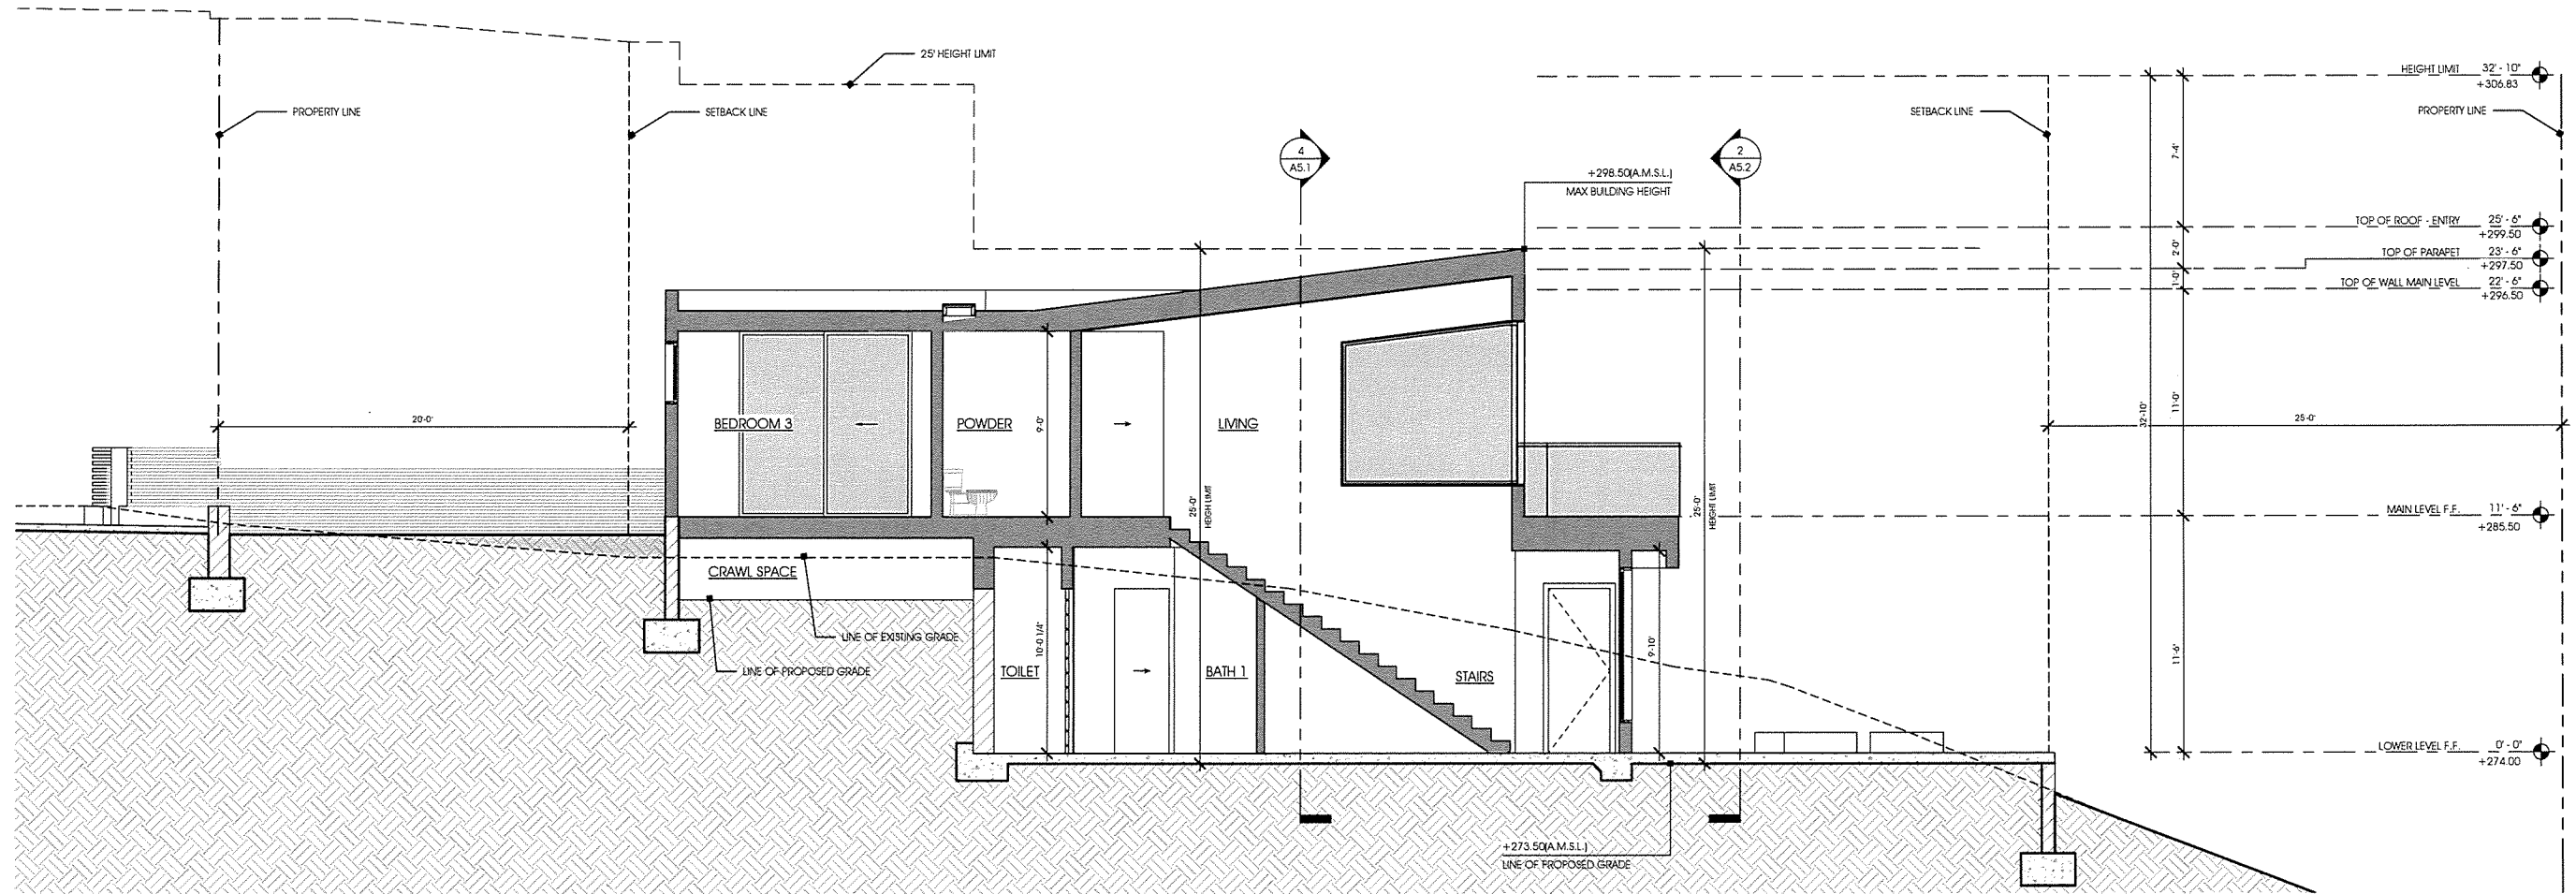 25' HEIGHT LIMIT
HEIGHT LIMIT 32' - 10"
+306.83
PROPERTY LINE
SETBACK LINE
SETBACK LINE
PROPERTY LINE
4
A5.1
2
A5.2
7'-4"
+298.50(A.M.S.L.)
MAX BUILDING HEIGHT
TOP OF ROOF - ENTRY 25' - 6"
+299.50
2'-0"
TOP OF PARAPET 23' - 6"
+297.50
1'-0"
TOP OF WALL MAIN LEVEL 22' - 6"
+296.50
20'-0"
BEDROOM 3
POWDER
9'-0"
LIVING
32'-10"
11'-0"
25'-0"
25'-0"
HEIGH LIMIT
25'-0"
HEIGHT LIMIT
MAIN LEVEL F.F. 11' - 6"
+285.50
CRAWL SPACE
LINE OF EXISTING GRADE
LINE OF PROPOSED GRADE
10'-0 1/4"
TOILET
BATH 1
STAIRS
9'-10"
11'-6"
LOWER LEVEL F.F. 0' - 0"
+274.00
+273.50(A.M.S.L.)
LINE OF PROPOSED GRADE